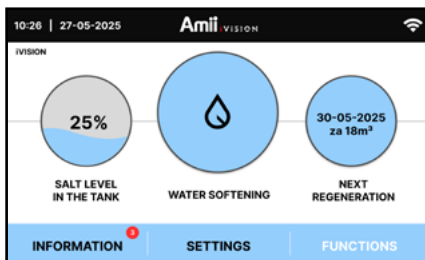 10:26 | 27-05-2025
Amii iVISION
iVISION
25%
30-05-2025
za 18m³
SALT LEVEL
IN THE TANK
WATER SOFTENING
NEXT
REGENERATION
3
INFORMATION
SETTINGS
FUNCTIONS